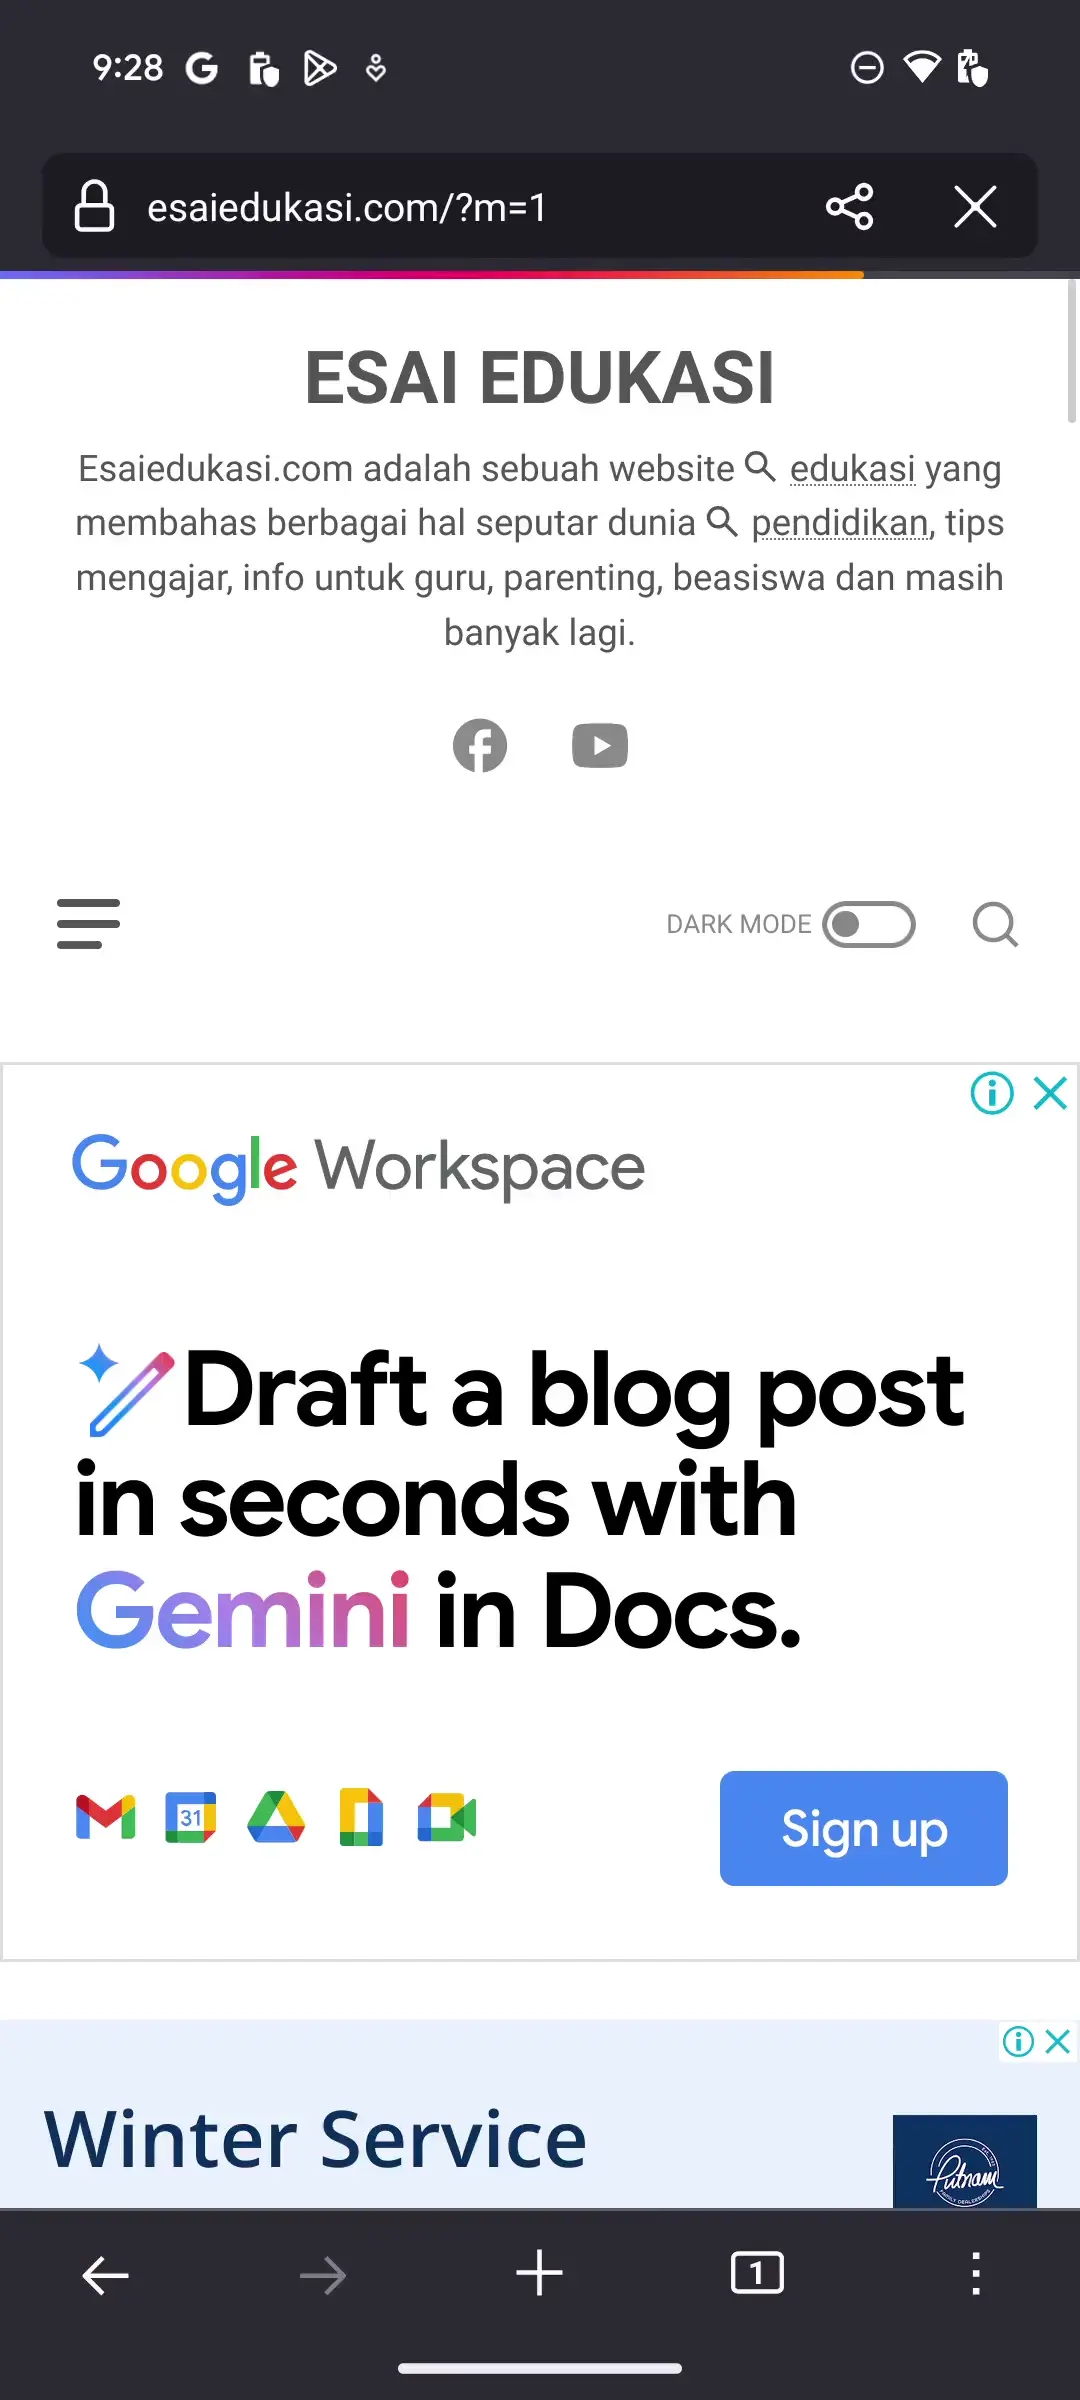 9:28
esaiedukasi.com/?m=1
ESAI EDUKASI
Esaiedukasi.com adalah sebuah website edukasi yang
membahas berbagai hal seputar dunia pendidikan, tips
mengajar, info untuk guru, parenting, beasiswa dan masih
banyak lagi.
DARK MODE
Google Workspace
Draft a blog post
in seconds with
Gemini in Docs.
31
Sign up
Winter Service
Putnam
1